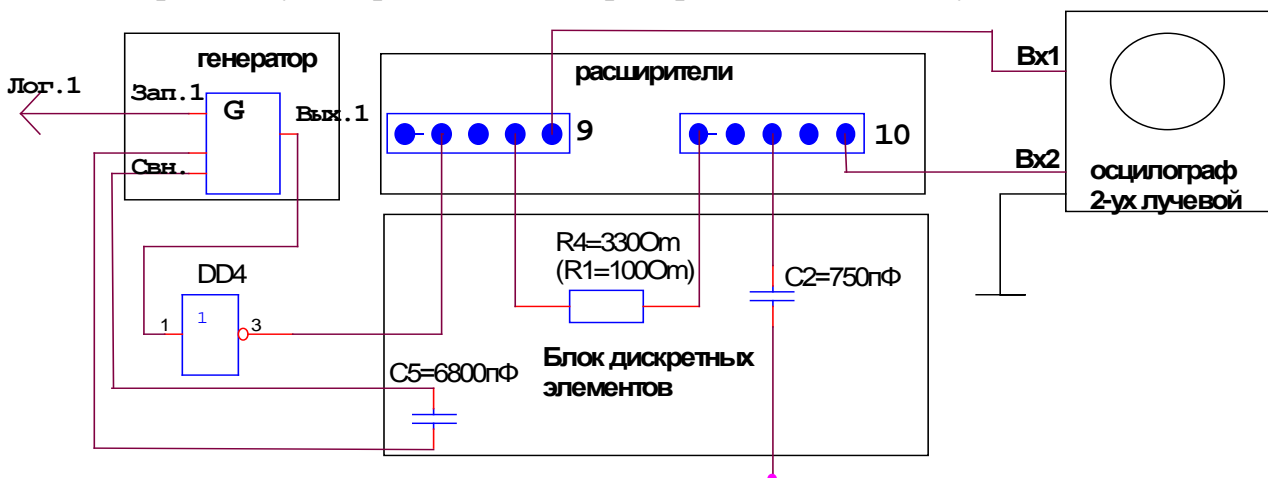 генератор
Лог.1
Зап.1
G
Вых.1
Свн.
расширители
9
10
Вх1
Вх2
осцилограф
2-ух лучевой
DD4
1
1
3
R4=330Om
(R1=100Om)
C2=750пФ
Блок дискретных
элементов
C5=6800пФ